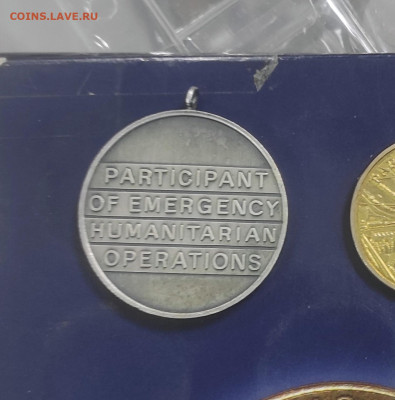 COINS.LAVE.RU
PARTICIPANT
OF EMERGENCY
HUMANITARIAN
OPERATIONS